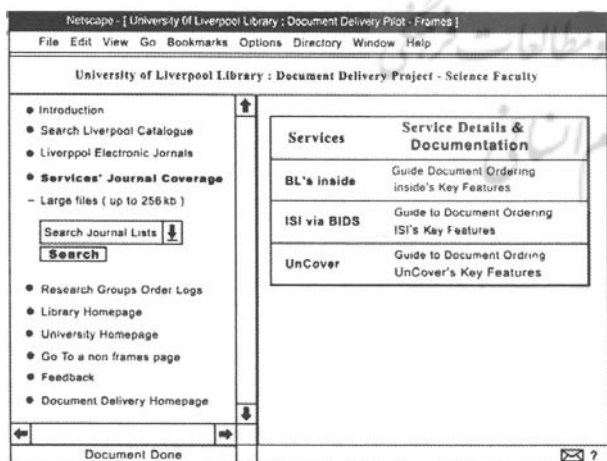 Netscape - [ University Of Liverpool Library ; Document Delivery Pilot - Frames ]
File Edit View Go Bookmarks Options Directory Window Help
University of Liverpool Library : Document Delivery Project - Science Faculty
● Introduction
● Search Liverpool Catalogue
● Liverppol Electronic Jornals
● Services' Journal Coverage
– Large files ( up to 256 kb )
Search Journal Lists
Search
● Research Groups Order Logs
● Library Homepage
● University Homepage
● Go To a non frames page
● Feedback
● Document Delivery Homepage
Document Done
Services Service Details &
Documentation
BL's inside Guide Document Ordering
inside's Key Features
ISI via BIDS Guide to Document Ordering
ISI's Key Features
UnCover Guide to Document Ordring
UnCover's Key Features
?
ومطالعات فرهنگی